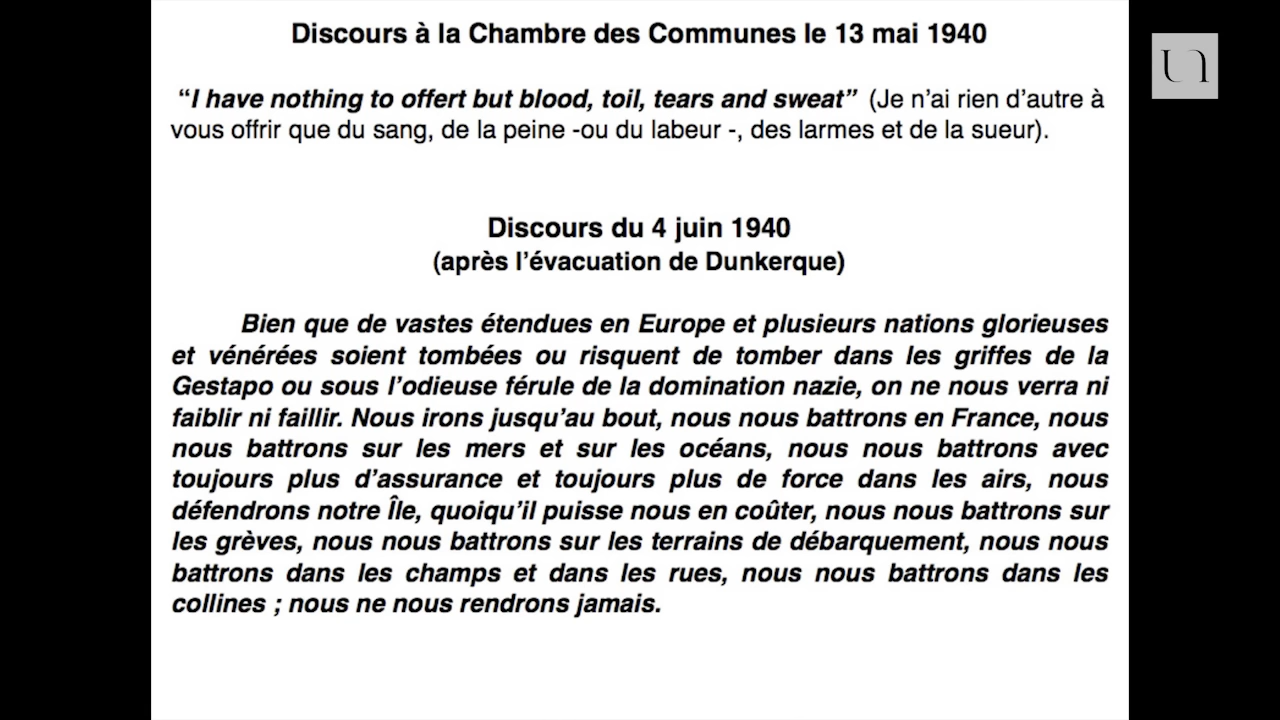 Discours à la Chambre des Communes le 13 mai 1940
“I have nothing to offert but blood, toil, tears and sweat” (Je n’ai rien d’autre à
vous offrir que du sang, de la peine -ou du labeur -, des larmes et de la sueur).
Discours du 4 juin 1940
(après l’évacuation de Dunkerque)
Bien que de vastes étendues en Europe et plusieurs nations glorieuses
et vénérées soient tombées ou risquent de tomber dans les griffes de la
Gestapo ou sous l’odieuse férule de la domination nazie, on ne nous verra ni
faiblir ni faillir. Nous irons jusqu’au bout, nous nous battrons en France, nous
nous battrons sur les mers et sur les océans, nous nous battrons avec
toujours plus d’assurance et toujours plus de force dans les airs, nous
défendrons notre Île, quoiqu’il puisse nous en coûter, nous nous battrons sur
les grèves, nous nous battrons sur les terrains de débarquement, nous nous
battrons dans les champs et dans les rues, nous nous battrons dans les
collines ; nous ne nous rendrons jamais.